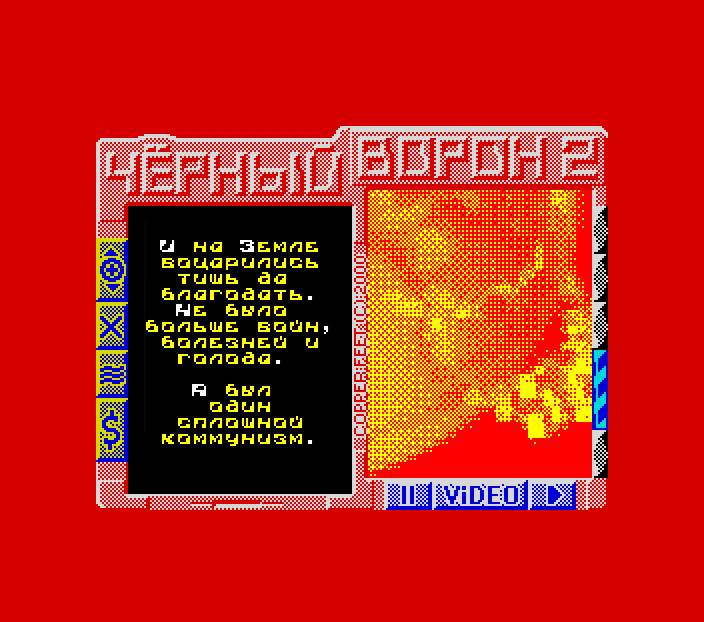 ЧЁРНЫЙ ВОРОН 2
И на Земле
воцарилась
тишь да
благодать.
Не было
больше войн,
болезней и
голода.
А был
один
сплошной
коммунизм.
COPPER FEET (C) 2000
ViDEO